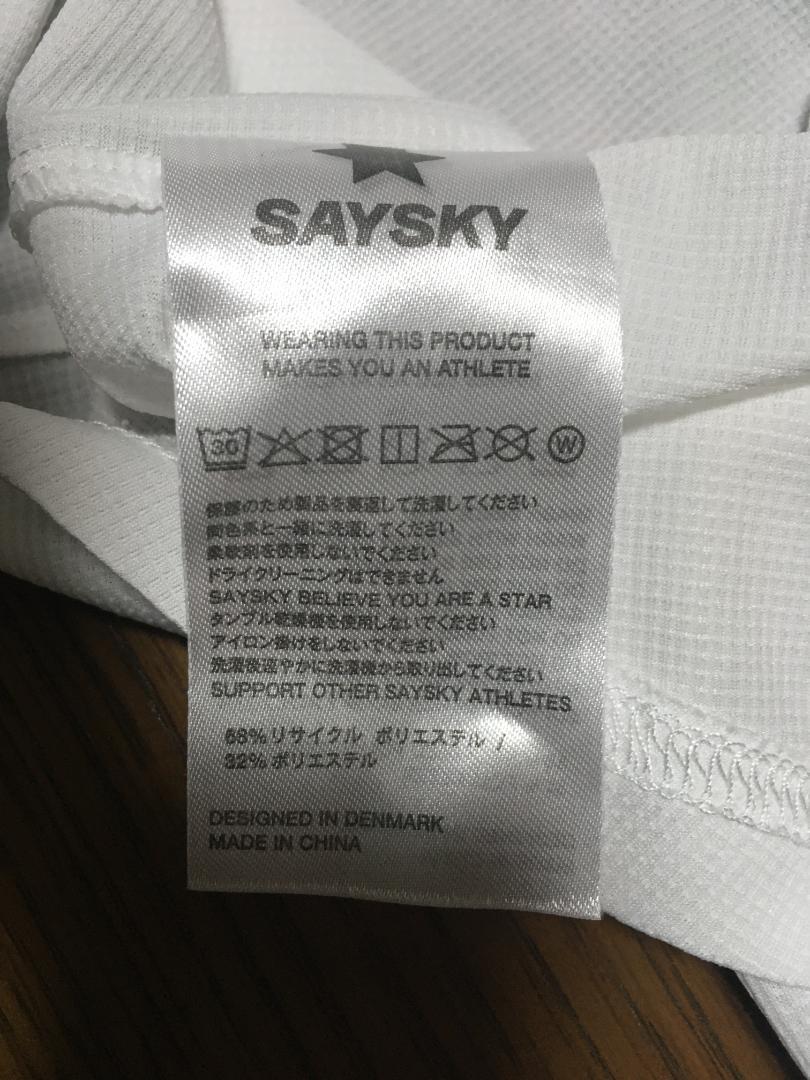 SAYSKY
WEARING THIS PRODUCT
MAKES YOU AN ATHLETE
30 W
保護のため製品を裏返して洗濯してください
同色系と一緒に洗濯してください
柔軟剤を使用しないでください
ドライクリーニングはできません
SAYSKY BELIEVE YOU ARE A STAR
タンブル乾燥機を使用しないでください
アイロン掛けをしないでください
洗濯後速やかに洗濯機から取り出してください
SUPPORT OTHER SAYSKY ATHLETES
68%リサイクル ポリエステル /
32%ポリエステル
DESIGNED IN DENMARK
MADE IN CHINA